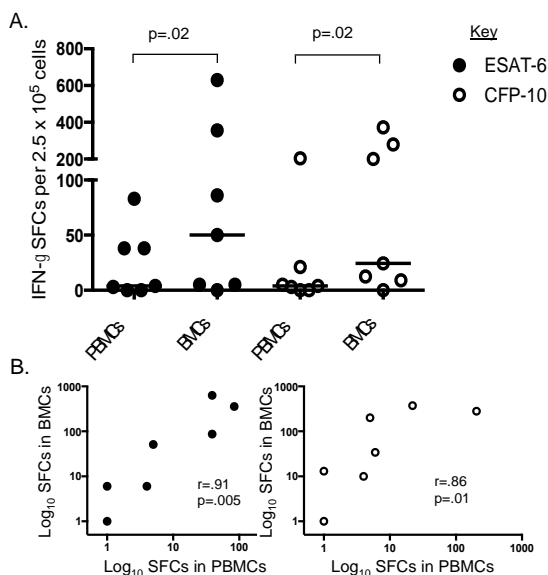 A.
p=.02
p=.02
Key
ESAT-6
CFP-10
IFN-g SFCs per 2.5 x 10⁵ cells
800
600
400
200
100
50
0
PBMCs
BMCs
PBMCs
BMCs
B.
Log₁₀ SFCs in BMCs
1000
100
10
1
r=.91
p=.005
1
10
100
1000
Log₁₀ SFCs in PBMCs
Log₁₀ SFCs in BMCs
1000
100
10
1
r=.86
p=.01
1
10
100
1000
Log₁₀ SFCs in PBMCs